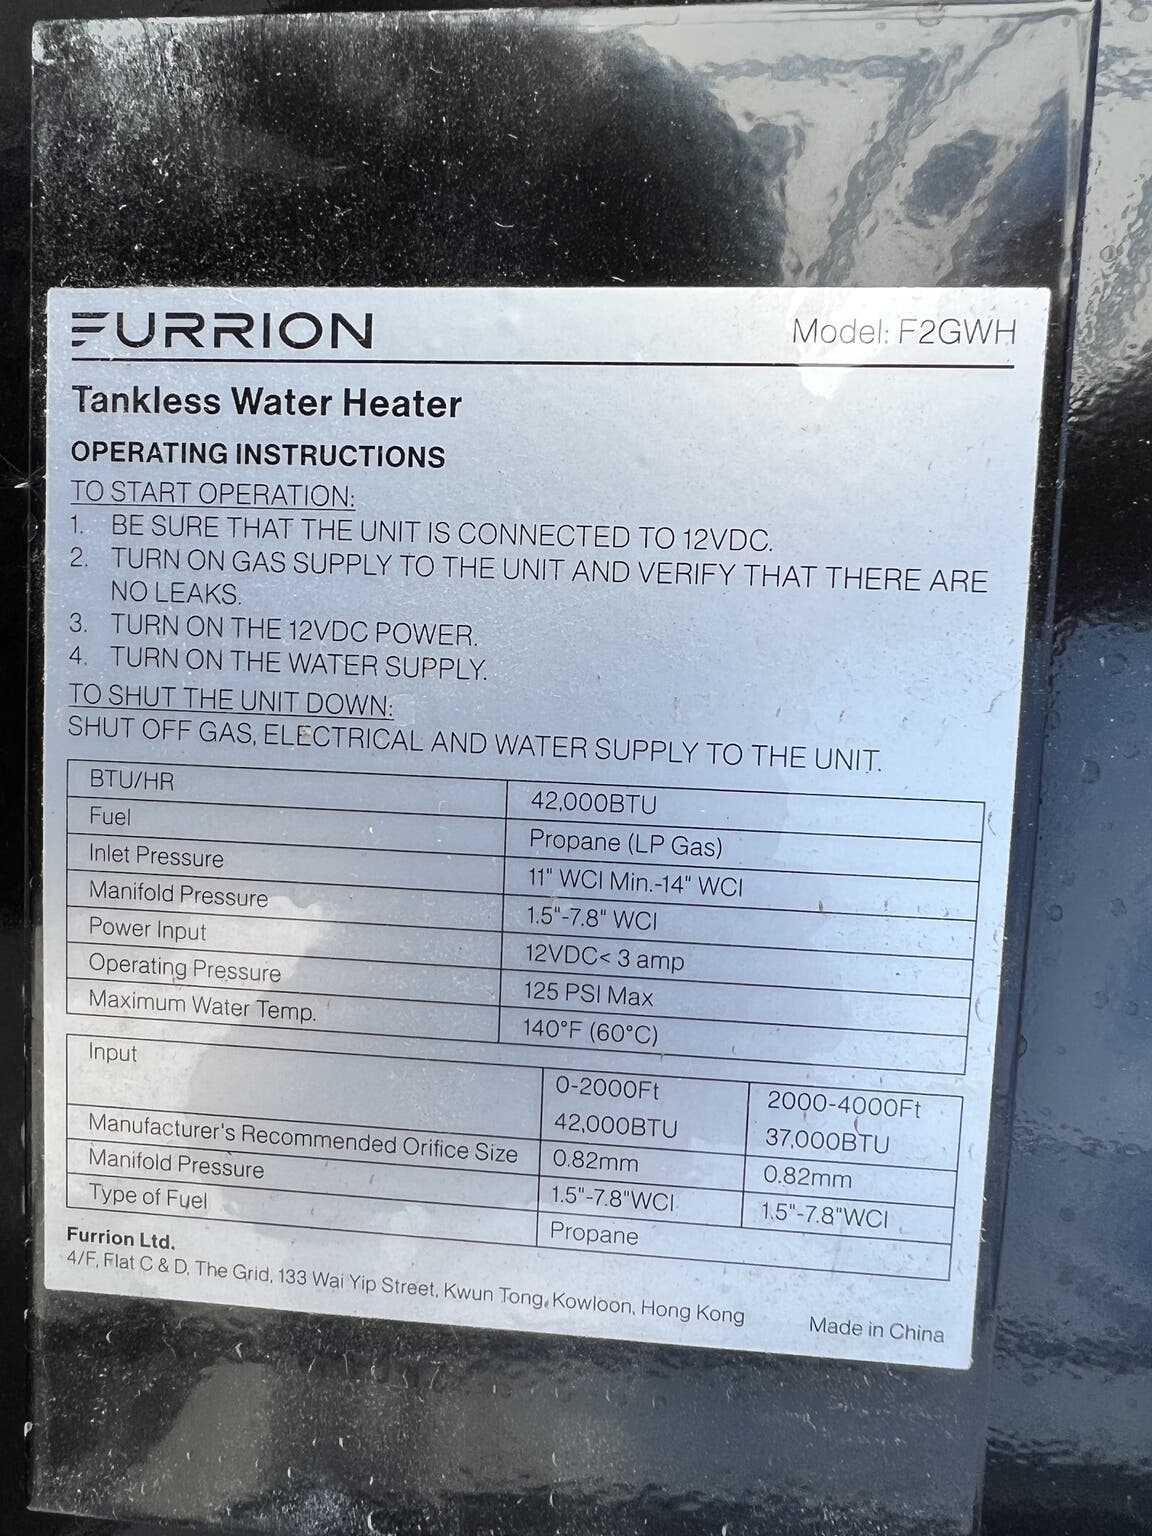 FURRION Model: F2GWH
Tankless Water Heater
OPERATING INSTRUCTIONS
TO START OPERATION:
1. BE SURE THAT THE UNIT IS CONNECTED TO 12VDC.
2. TURN ON GAS SUPPLY TO THE UNIT AND VERIFY THAT THERE ARE
NO LEAKS.
3. TURN ON THE 12VDC POWER.
4. TURN ON THE WATER SUPPLY.
TO SHUT THE UNIT DOWN:
SHUT OFF GAS, ELECTRICAL AND WATER SUPPLY TO THE UNIT.
BTU/HR 42,000BTU
Fuel Propane (LP Gas)
Inlet Pressure 11" WCI Min.-14" WCI
Manifold Pressure 1.5"-7.8" WCI
Power Input 12VDC< 3 amp
Operating Pressure 125 PSI Max
Maximum Water Temp. 140°F (60°C)
Input 0-2000Ft 2000-4000Ft
42,000BTU 37,000BTU
Manufacturer's Recommended Orifice Size 0.82mm 0.82mm
Manifold Pressure 1.5"-7.8"WCI 1.5"-7.8"WCI
Type of Fuel Propane
Furrion Ltd.
4/F, Flat C & D, The Grid, 133 Wai Yip Street, Kwun Tong, Kowloon, Hong Kong Made in China